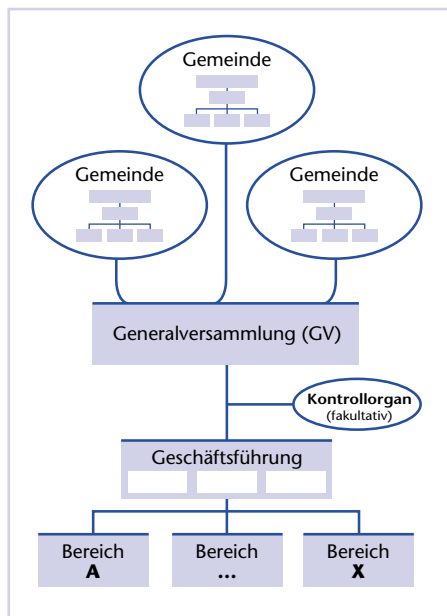 Gemeinde
Gemeinde
Gemeinde
Generalversammlung (GV)
Kontrollorgan
(fakultativ)
Geschäftsführung
Bereich
A
Bereich
...
Bereich
X